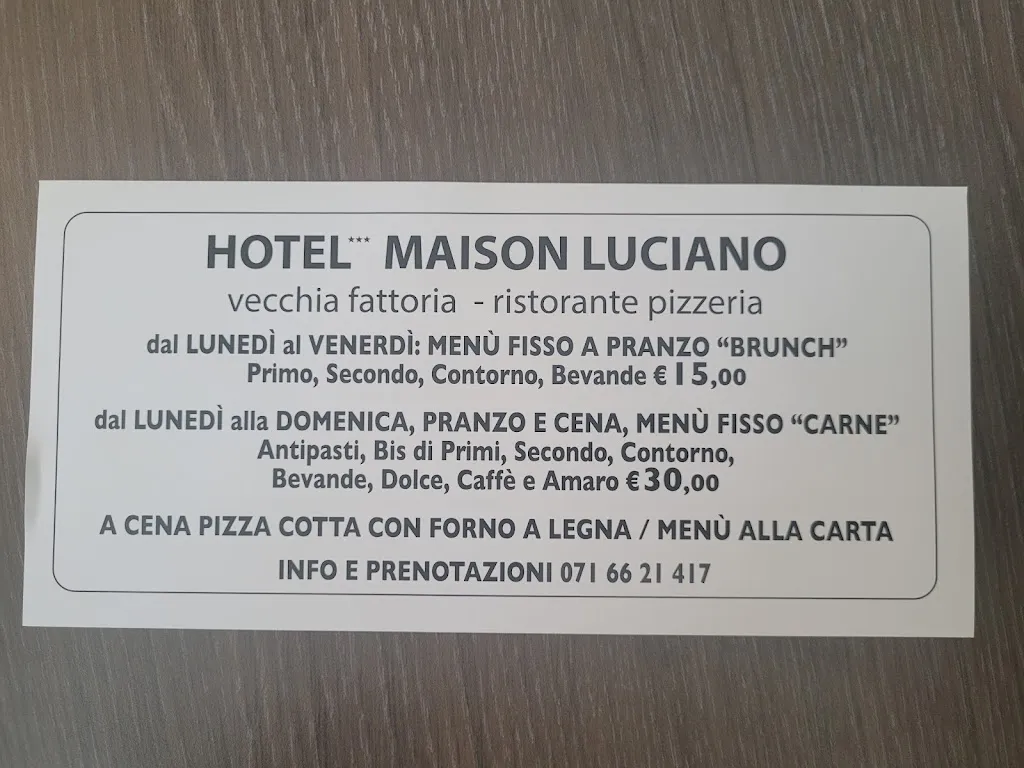 HOTEL*** MAISON LUCIANO
vecchia fattoria - ristorante pizzeria
dal LUNEDÌ al VENERDÌ: MENÙ FISSO A PRANZO “BRUNCH”
Primo, Secondo, Contorno, Bevande € 15,00
dal LUNEDÌ alla DOMENICA, PRANZO E CENA, MENÙ FISSO “CARNE”
Antipasti, Bis di Primi, Secondo, Contorno,
Bevande, Dolce, Caffè e Amaro € 30,00
A CENA PIZZA COTTA CON FORNO A LEGNA / MENÙ ALLA CARTA
INFO E PRENOTAZIONI 071 66 21 417